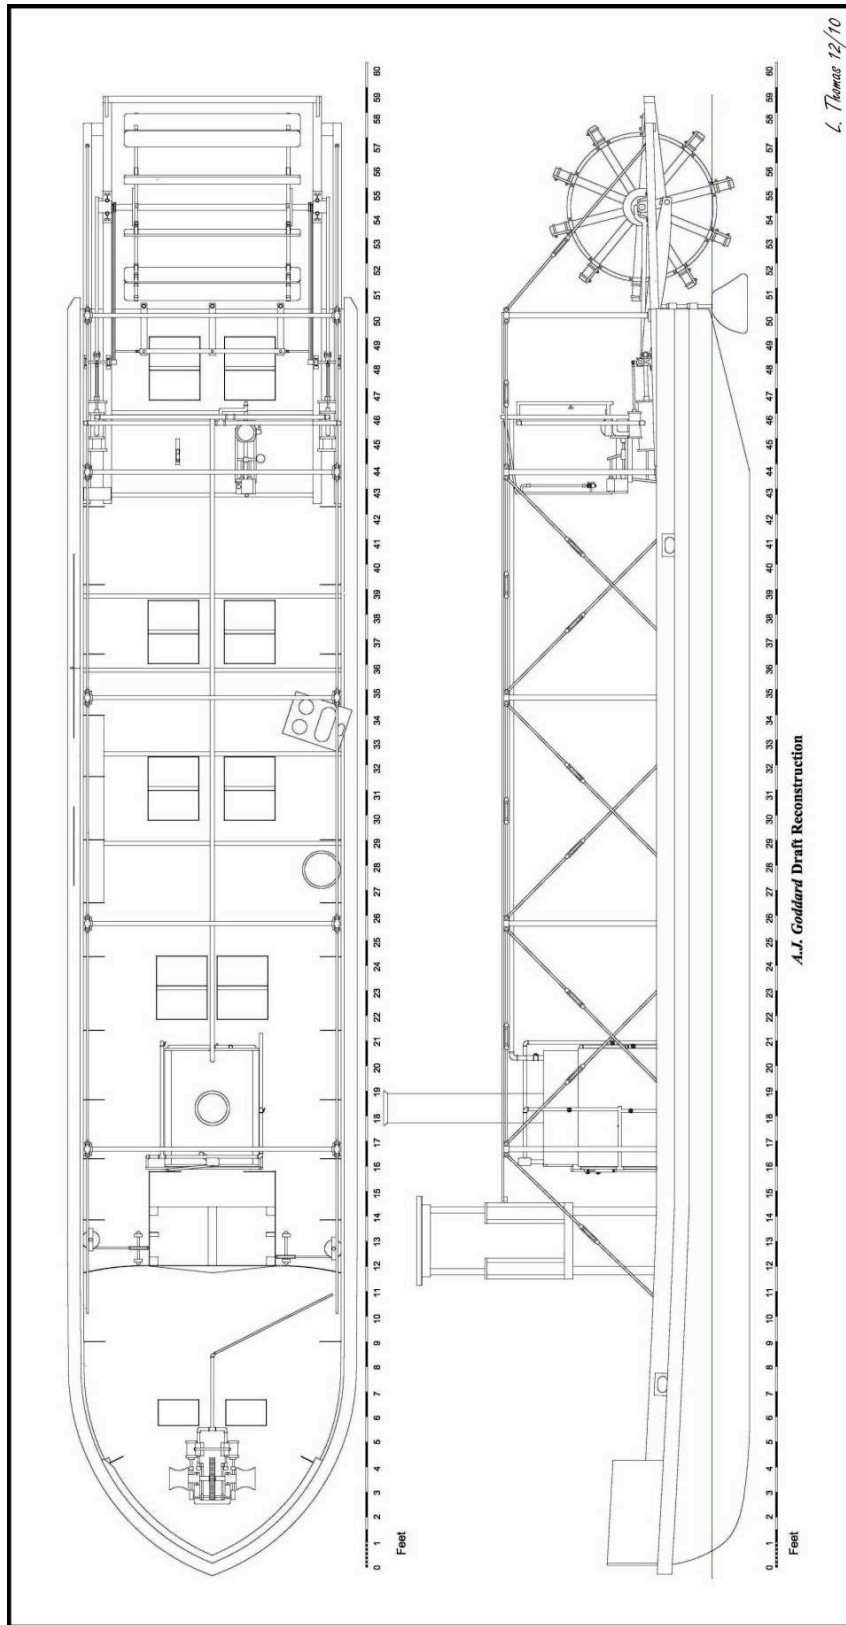 L. Thomas 12/10
0 1 2 3 4 5 6 7 8 9 10 11 12 13 14 15 16 17 18 19 20 21 22 23 24 25 26 27 28 29 30 31 32 33 34 35 36 37 38 39 40 41 42 43 44 45 46 47 48 49 50 51 52 53 54 55 56 57 58 59 60
Feet
0 1 2 3 4 5 6 7 8 9 10 11 12 13 14 15 16 17 18 19 20 21 22 23 24 25 26 27 28 29 30 31 32 33 34 35 36 37 38 39 40 41 42 43 44 45 46 47 48 49 50 51 52 53 54 55 56 57 58 59 60
Feet
A.J. Goddard Draft Reconstruction